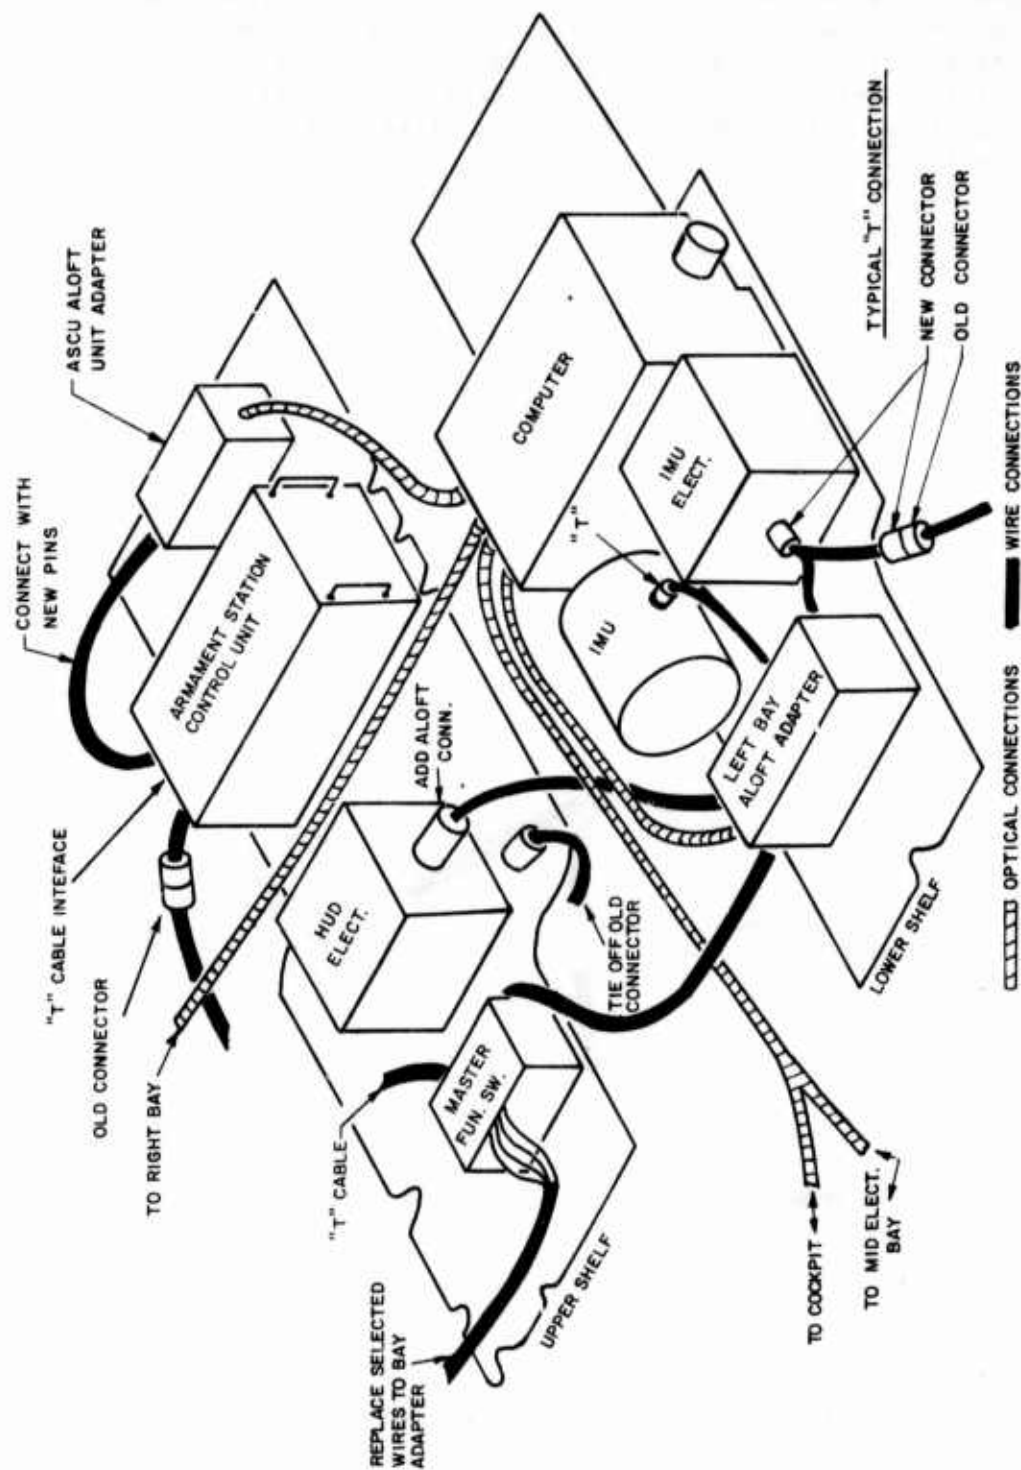 ASCU ALOFT
UNIT ADAPTER
CONNECT WITH
NEW PINS
ARMAMENT STATION
CONTROL UNIT
"T" CABLE INTEFACE
OLD CONNECTOR
TO RIGHT BAY
ADD ALOFT
CONN.
HUD
ELECT.
TIE OFF OLD
CONNECTOR
"T" CABLE
MASTER
FUN. SW.
REPLACE SELECTED
WIRES TO BAY
ADAPTER
UPPER SHELF
COMPUTER
IMU
ELECT.
"T"
IMU
LEFT BAY
ALOFT ADAPTER
LOWER SHELF
TYPICAL "T" CONNECTION
NEW CONNECTOR
OLD CONNECTOR
TO COCKPIT
TO MID ELECT.
BAY
OPTICAL CONNECTIONS
WIRE CONNECTIONS